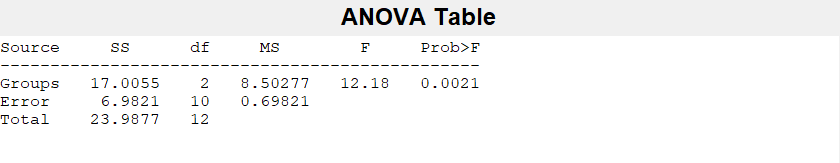 ANOVA Table
Source SS df MS F Prob>F
------------------------------------------------
Groups 17.0055 2 8.50277 12.18 0.0021
Error 6.9821 10 0.69821
Total 23.9877 12